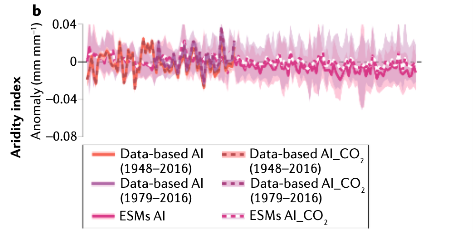 b
0.04
0
−0.04
−0.08
Aridity index
Anomaly (mm mm⁻¹)
Data-based AI
(1948–2016)
Data-based AI_CO₂
(1948–2016)
Data-based AI
(1979–2016)
Data-based AI_CO₂
(1979–2016)
ESMs AI
ESMs AI_CO₂